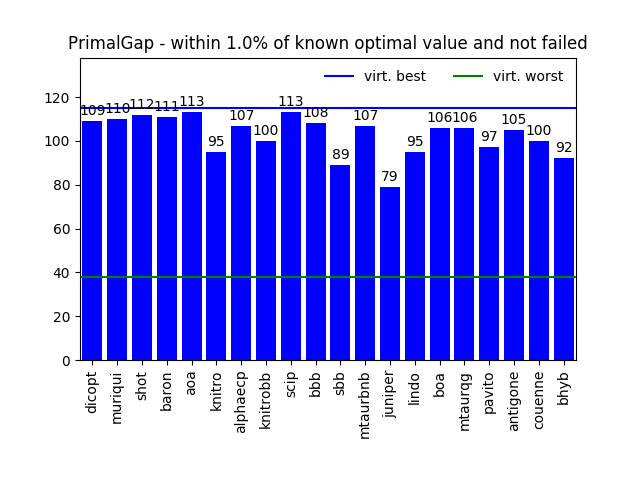 PrimalGap - within 1.0% of known optimal value and not failed
virt. best virt. worst
120
100
80
60
40
20
0
109 110 112 111 113 95 107 100 113 108 89 107 79 95 106 106 97 105 100 92
dicopt
muriqui
shot
baron
aoa
knitro
alphaecp
knitrobb
scip
bbb
sbb
mtaurbnb
juniper
lindo
boa
mtaurqg
pavito
antigone
couenne
bhyb